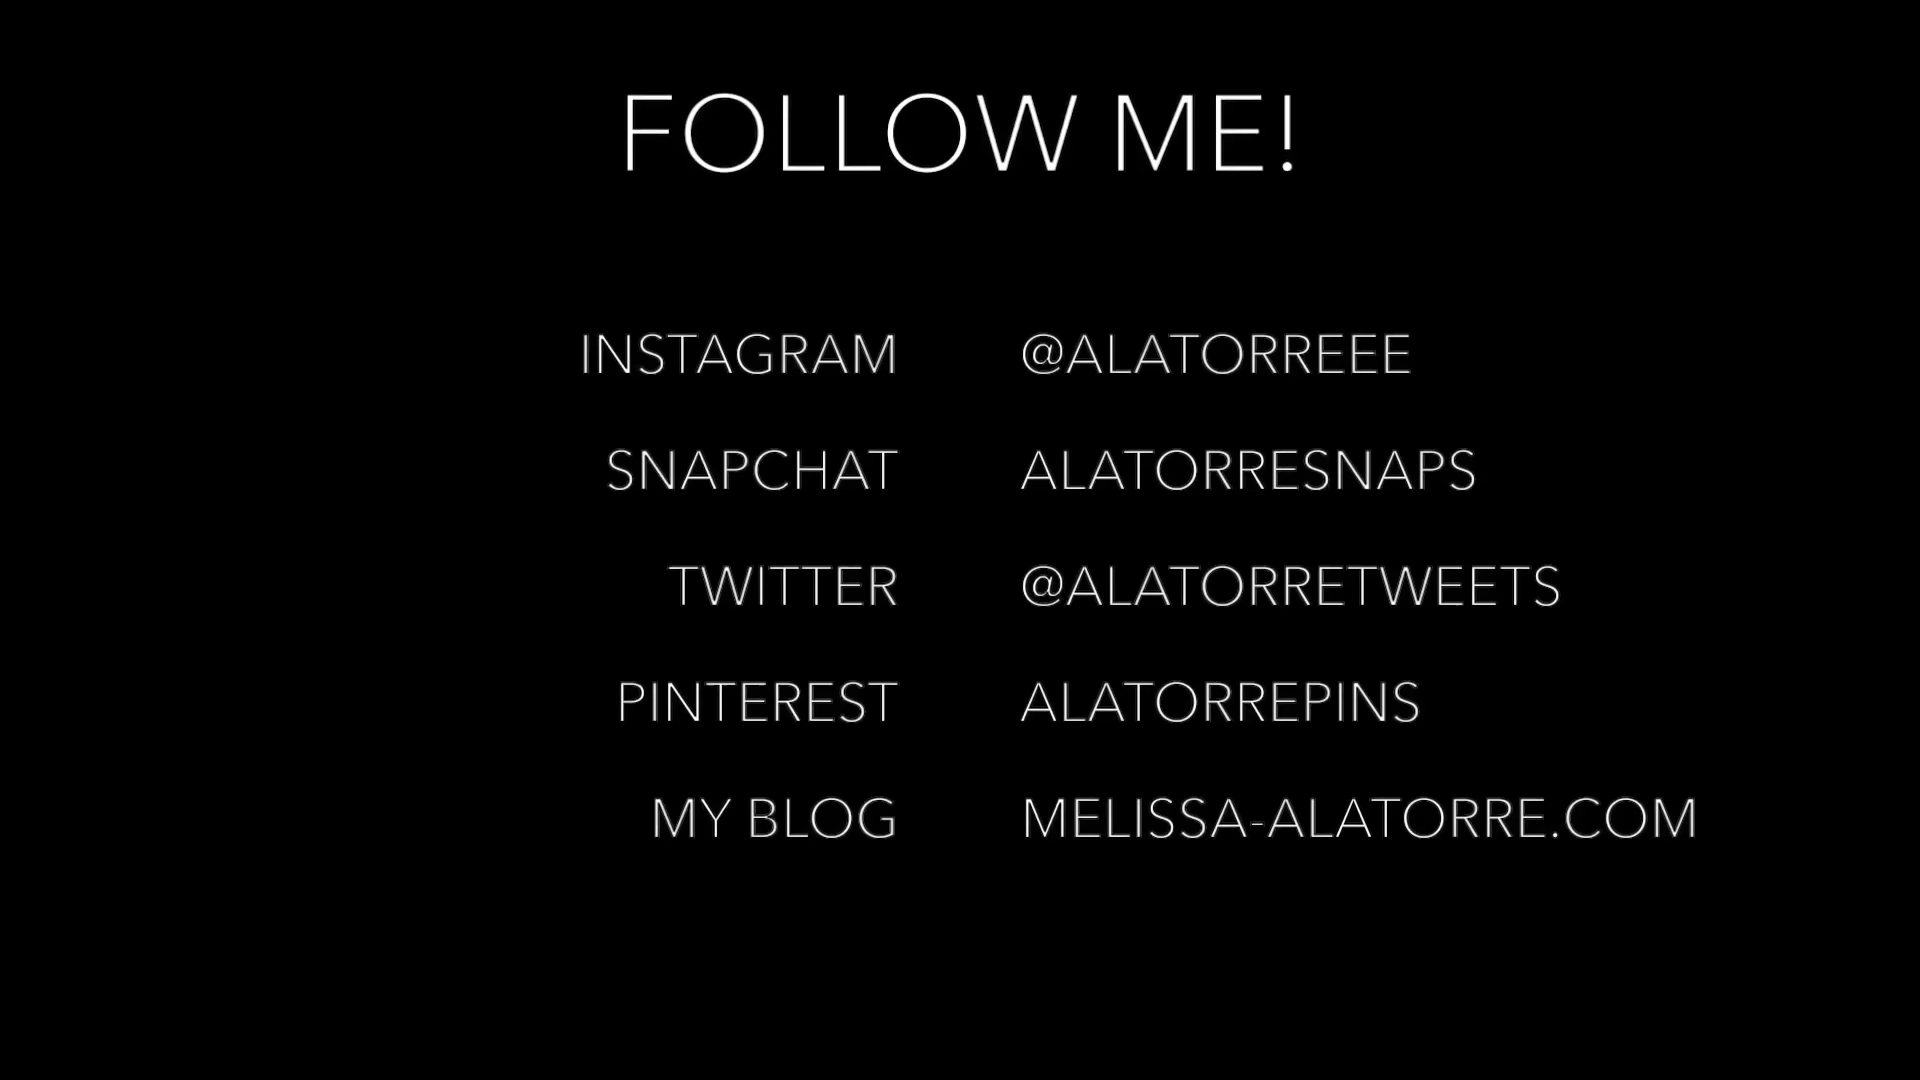 FOLLOW ME!
INSTAGRAM @ALATORREEE
SNAPCHAT ALATORRESNAPS
TWITTER @ALATORRETWEETS
PINTEREST ALATORREPINS
MY BLOG MELISSA-ALATORRE.COM